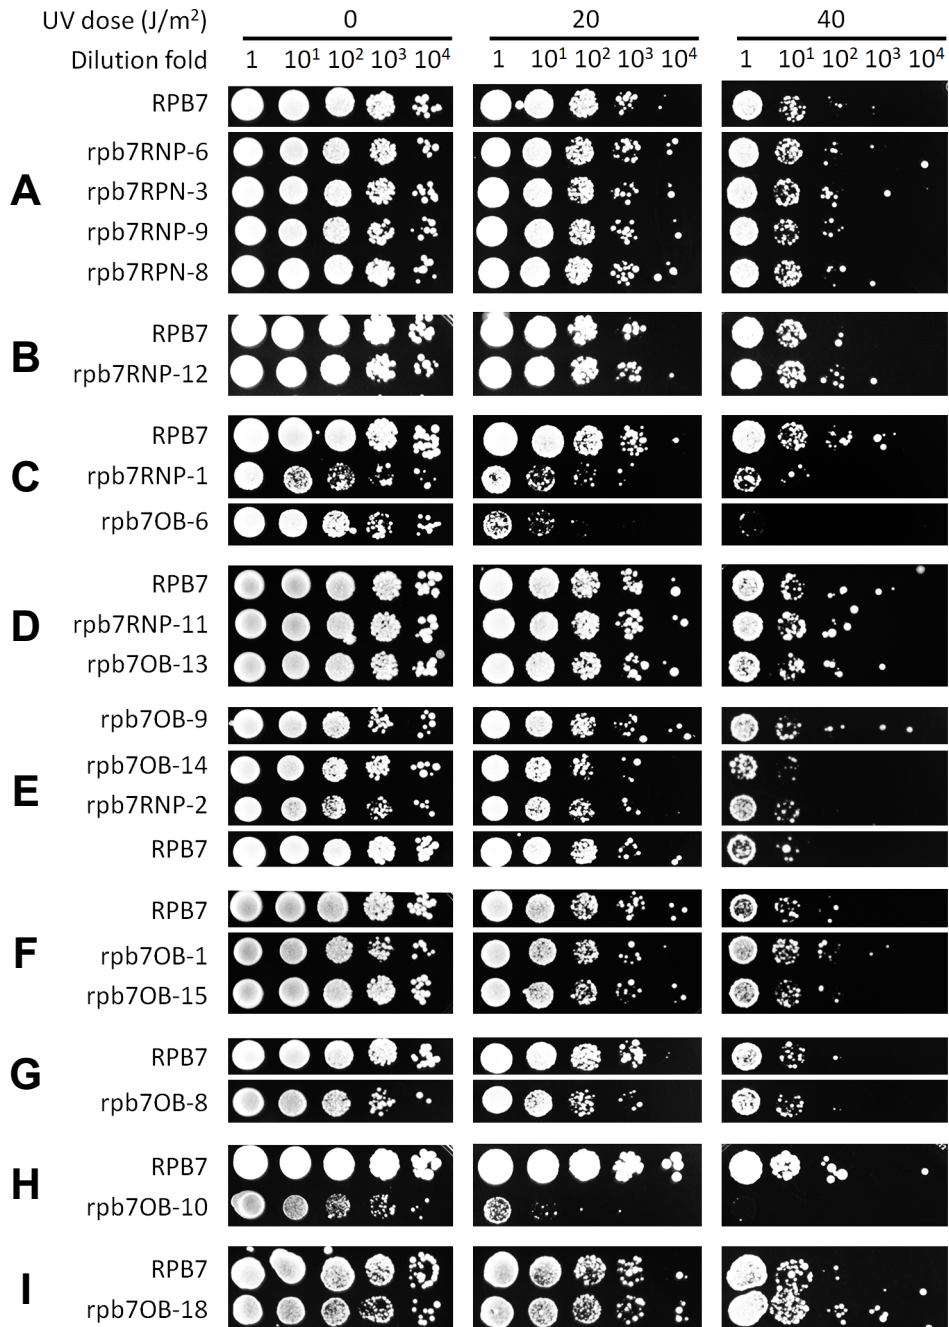 UV dose (J/m²) 0 20 40
Dilution fold 1 10¹ 10² 10³ 10⁴ 1 10¹ 10² 10³ 10⁴ 1 10¹ 10² 10³ 10⁴
RPB7
A
rpb7RNP-6
rpb7RPN-3
rpb7RNP-9
rpb7RPN-8
B
RPB7
rpb7RNP-12
C
RPB7
rpb7RNP-1
rpb7OB-6
D
RPB7
rpb7RNP-11
rpb7OB-13
E
rpb7OB-9
rpb7OB-14
rpb7RNP-2
RPB7
F
RPB7
rpb7OB-1
rpb7OB-15
G
RPB7
rpb7OB-8
H
RPB7
rpb7OB-10
I
RPB7
rpb7OB-18